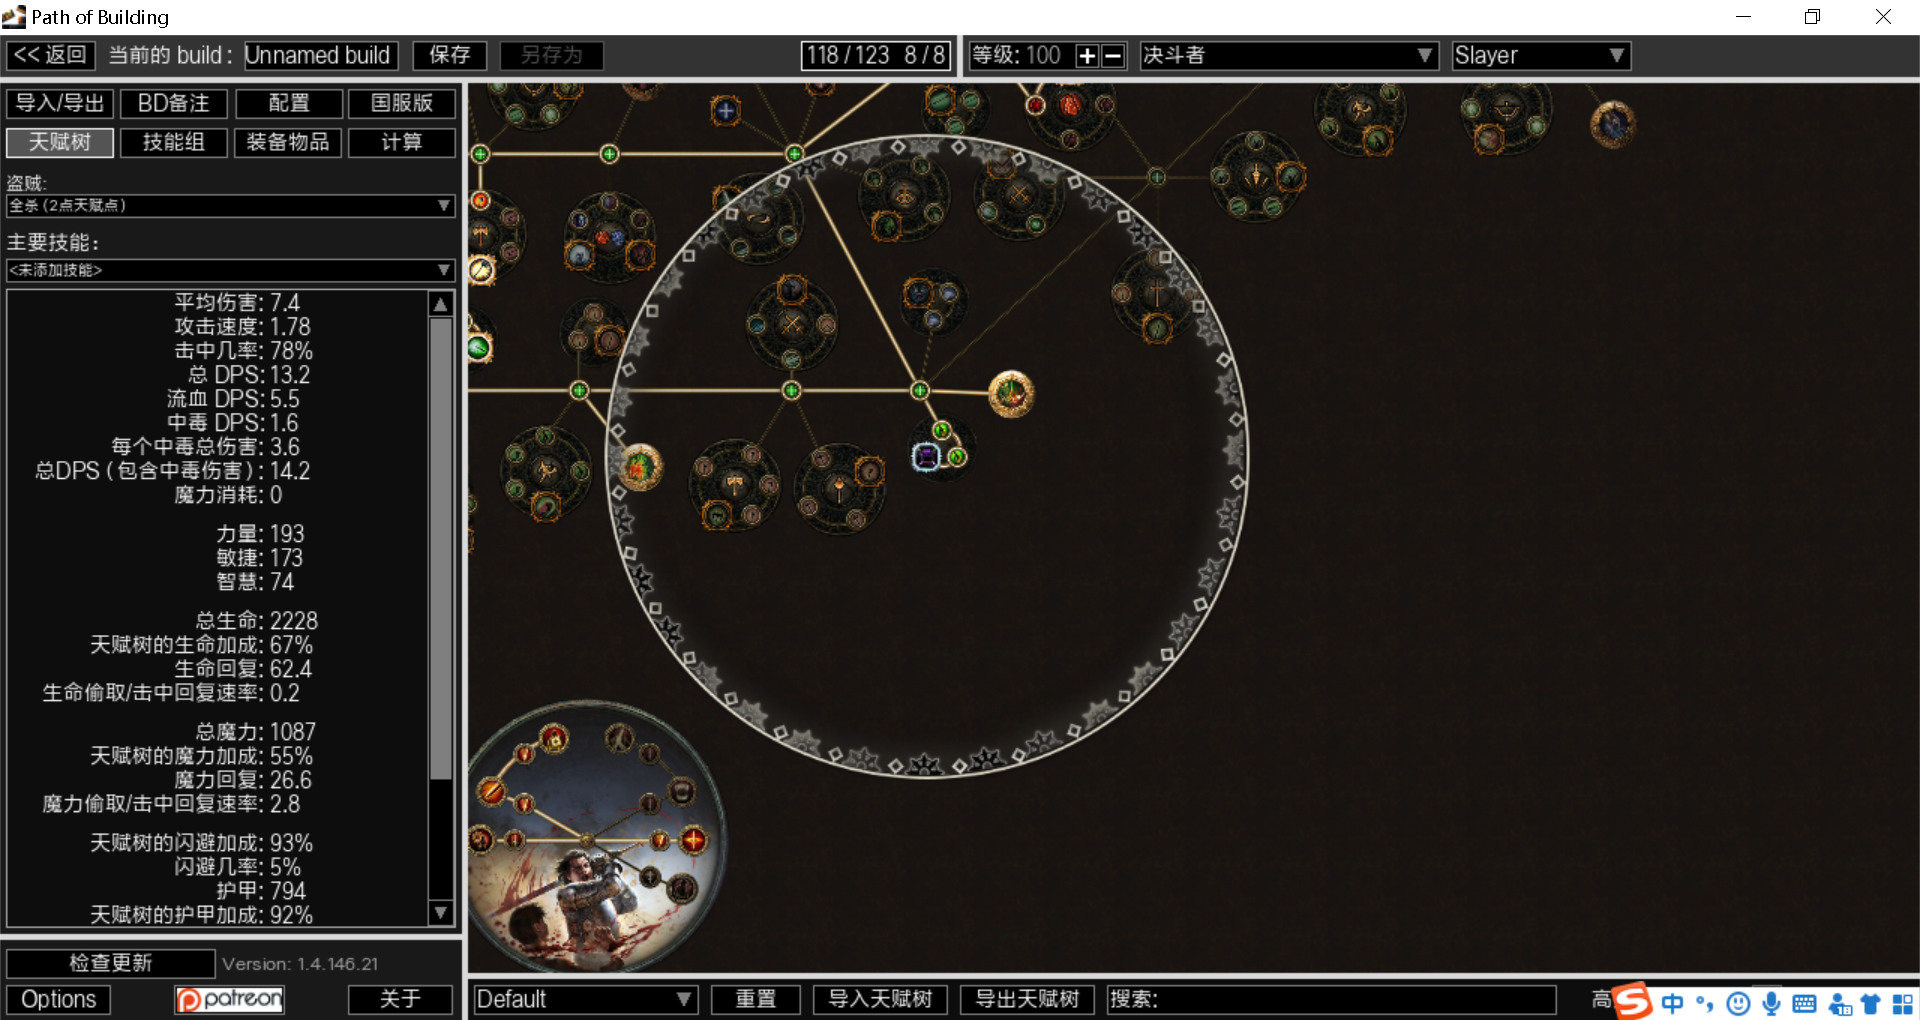 Path of Building
<< 返回
当前的 build :
Unnamed build
保存
另存为
118 / 123   8 / 8
等级: 100
决斗者
Slayer
导入/导出
BD备注
配置
国服版
天赋树
技能组
装备物品
计算
盗贼:
全杀 (2点天赋点)
主要技能:
<未添加技能>
平均伤害: 7.4
攻击速度: 1.78
击中几率: 78%
总 DPS: 13.2
流血 DPS: 5.5
中毒 DPS: 1.6
每个中毒总伤害: 3.6
总DPS ( 包含中毒伤害 ) : 14.2
魔力消耗: 0
力量: 193
敏捷: 173
智慧: 74
总生命: 2228
天赋树的生命加成: 67%
生命回复: 62.4
生命偷取/击中回复速率: 0.2
总魔力: 1087
天赋树的魔力加成: 55%
魔力回复: 26.6
魔力偷取/击中回复速率: 2.8
天赋树的闪避加成: 93%
闪避几率: 5%
护甲: 794
天赋树的护甲加成: 92%
检查更新
Version: 1.4.146.21
Options
patreon
关于
Default
重置
导入天赋树
导出天赋树
搜索:
高
S
中